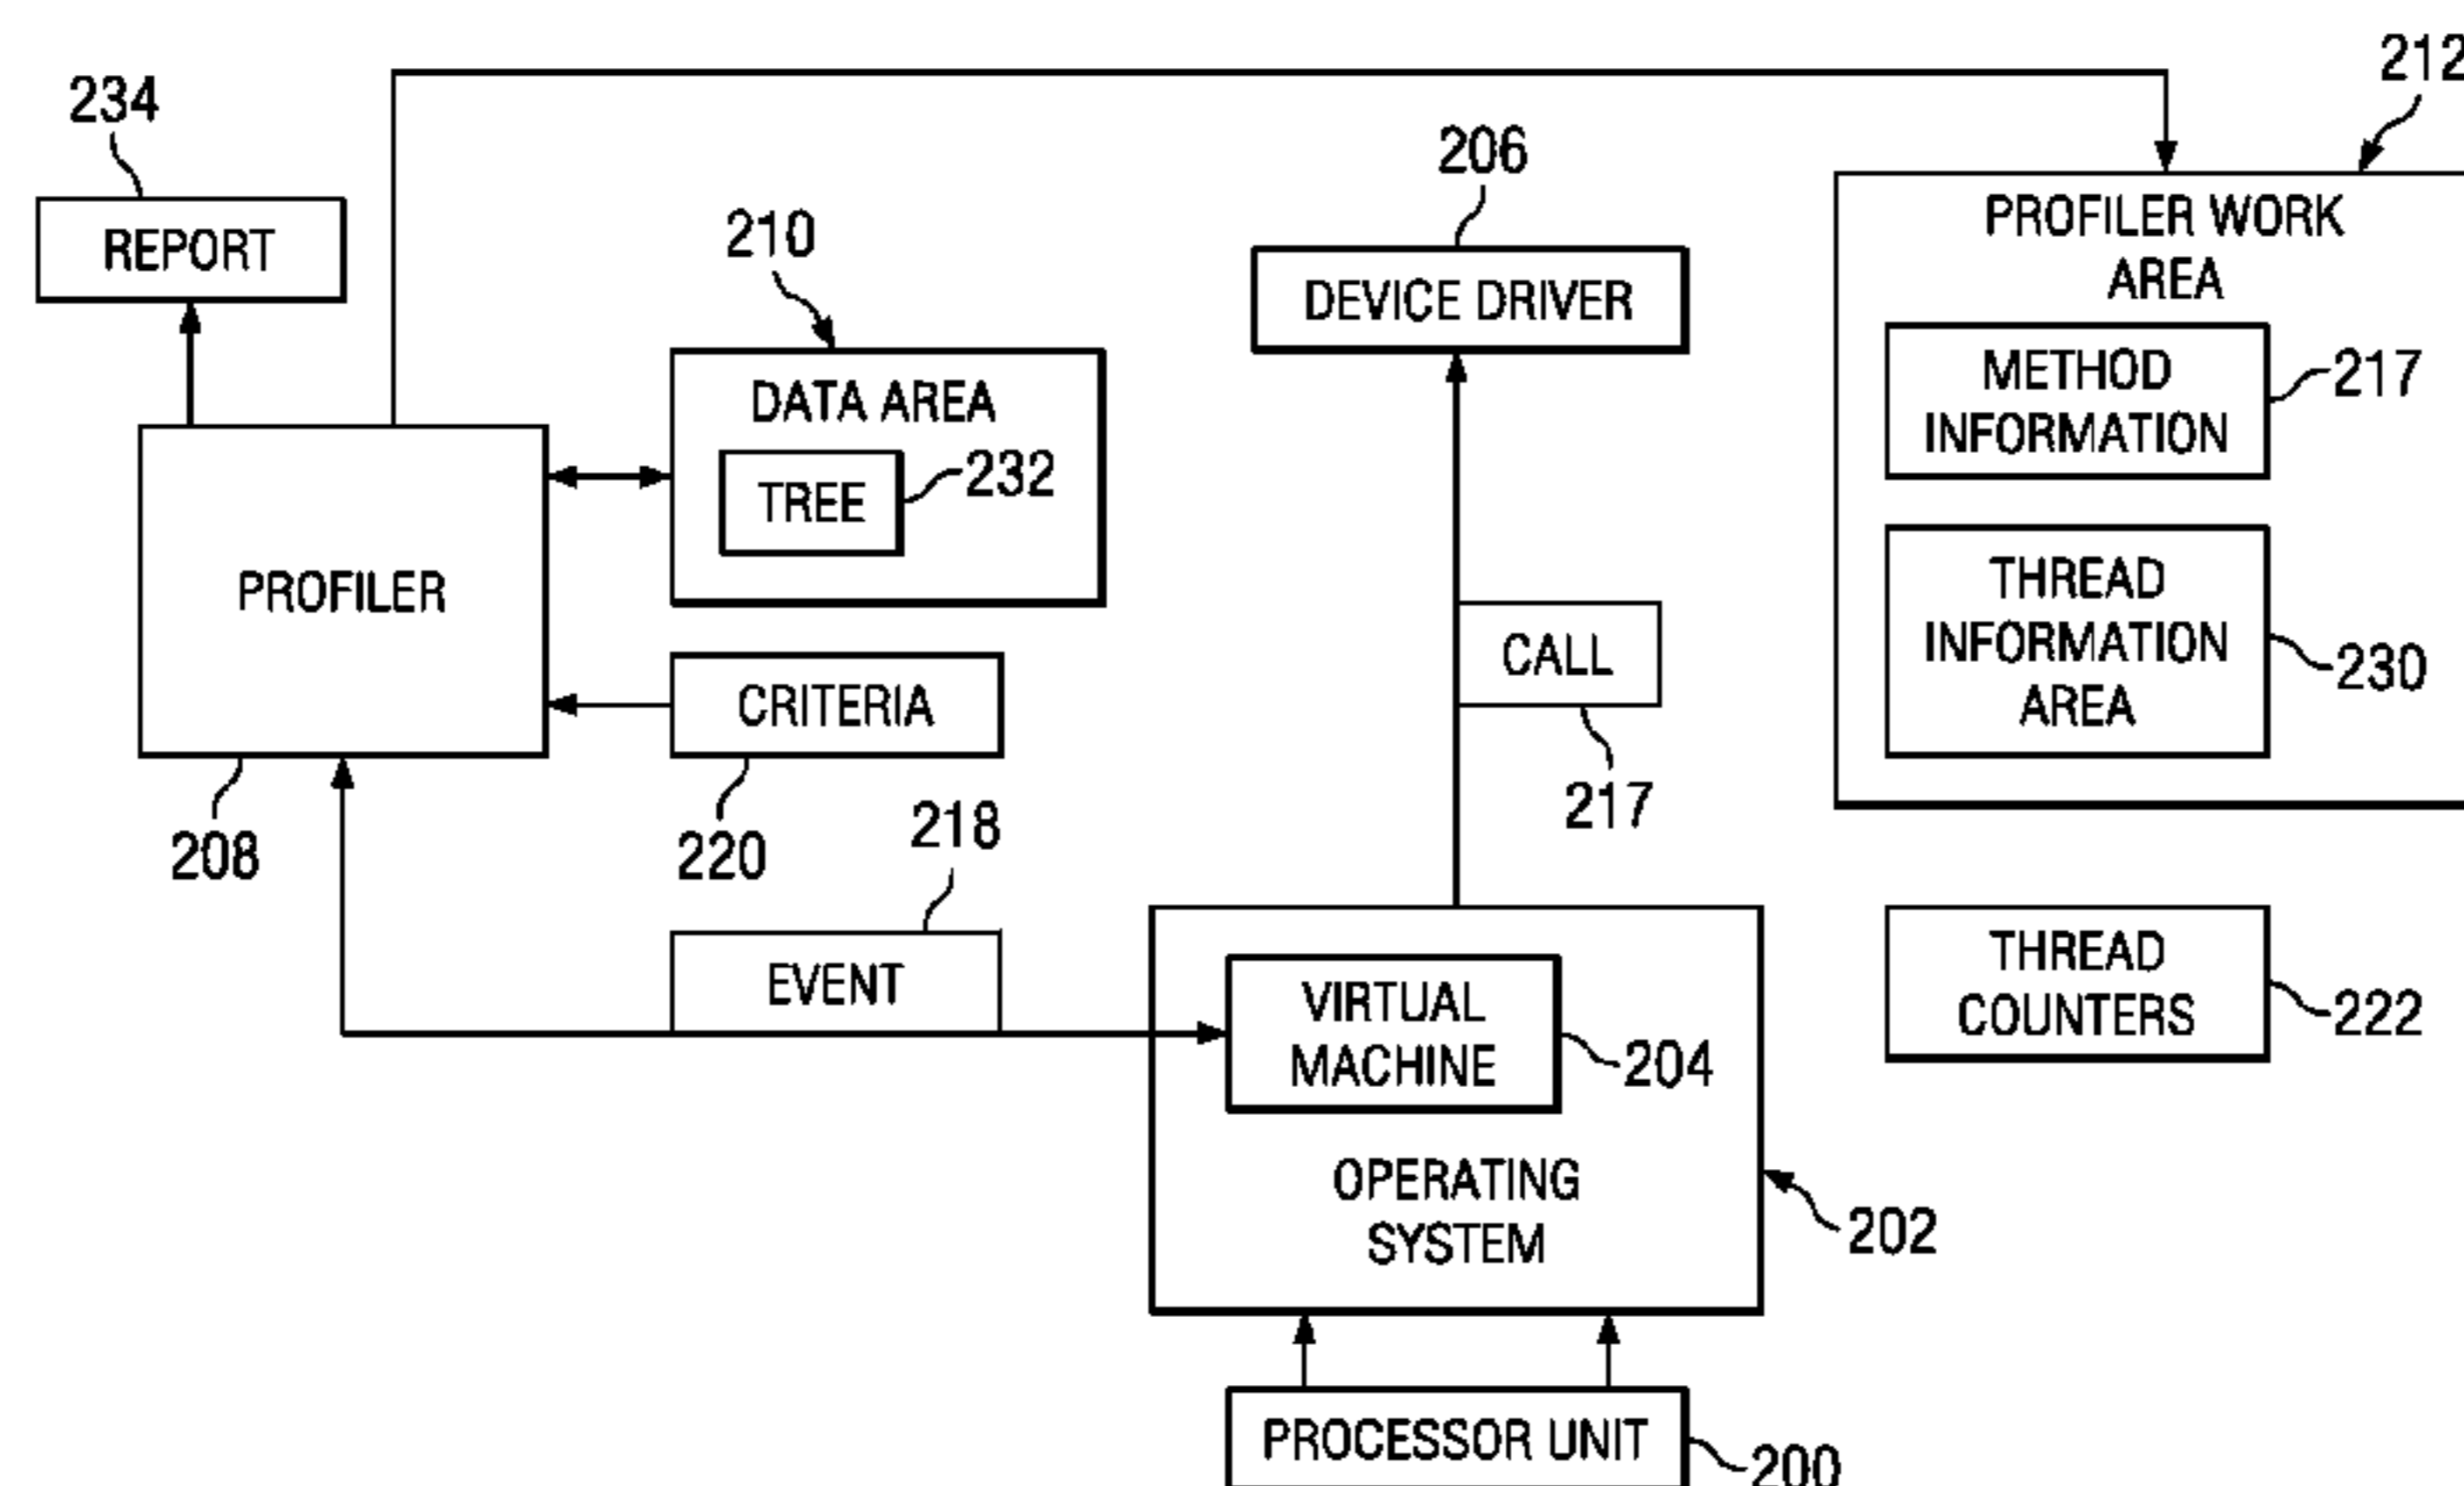 212
234
206
REPORT
210
DEVICE DRIVER
PROFILER WORK
AREA
METHOD
INFORMATION
217
DATA AREA
TREE
232
PROFILER
THREAD
INFORMATION
AREA
230
CALL
217
CRITERIA
208
220
218
EVENT
VIRTUAL
MACHINE
204
THREAD
COUNTERS
222
OPERATING
SYSTEM
202
PROCESSOR UNIT
200